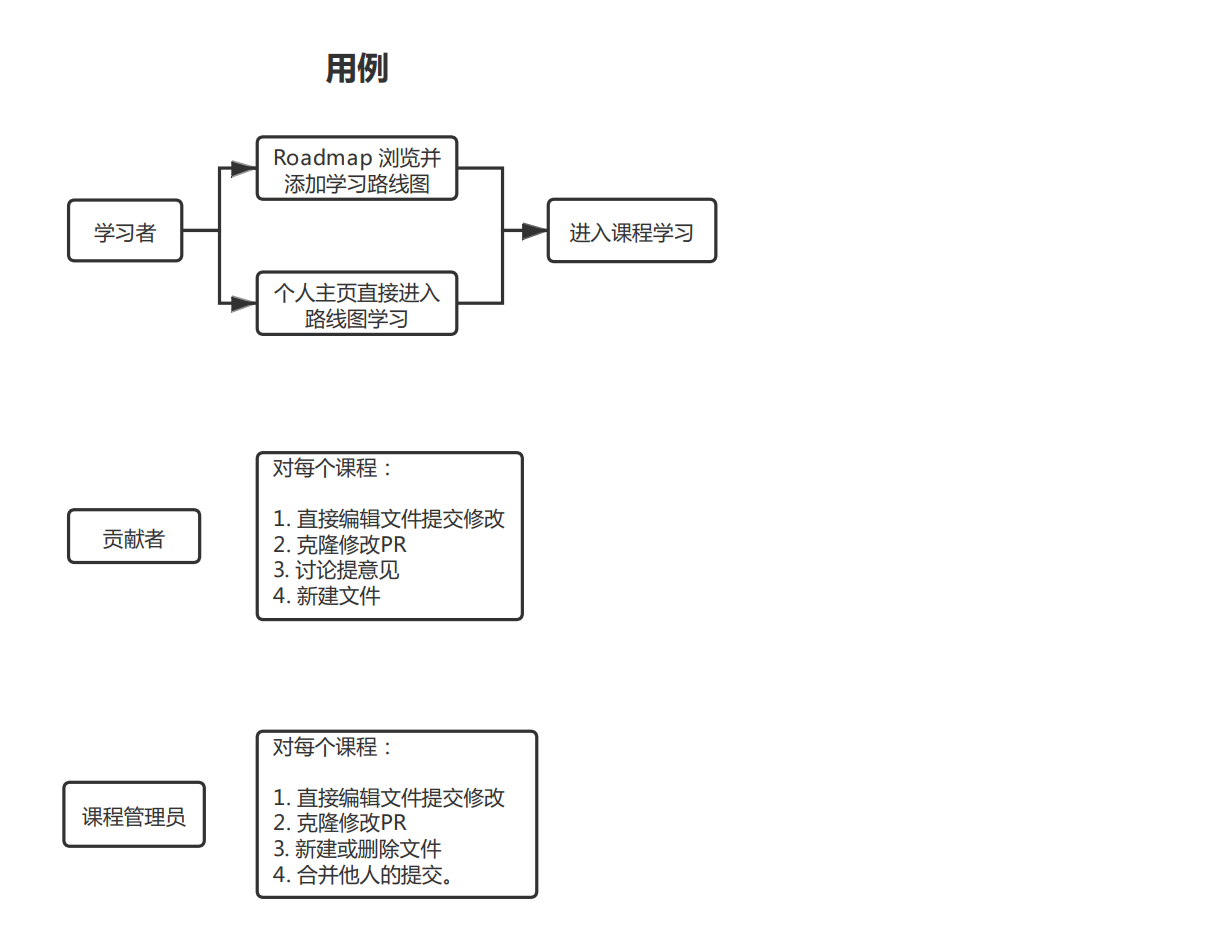 用例
Roadmap 浏览并
添加学习路线图
学习者
进入课程学习
个人主页直接进入
路线图学习
对每个课程：
1. 直接编辑文件提交修改
2. 克隆修改PR
3. 讨论提意见
4. 新建文件
贡献者
对每个课程：
1. 直接编辑文件提交修改
2. 克隆修改PR
3. 新建或删除文件
4. 合并他人的提交。
课程管理员